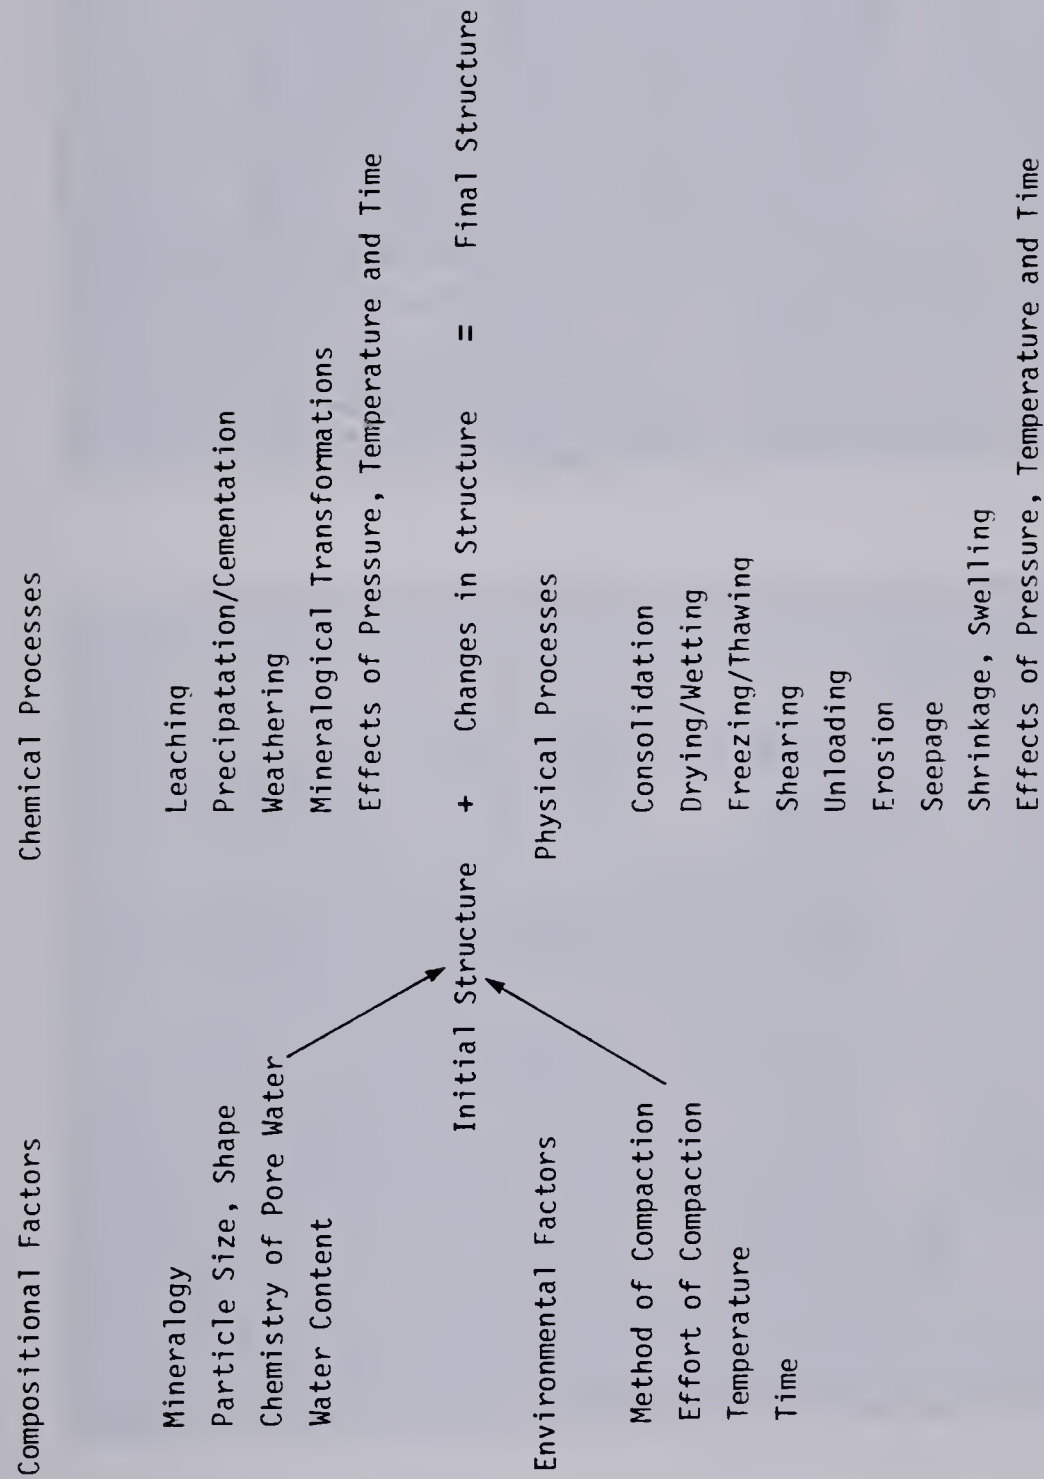 Compositional Factors
Mineralogy
Particle Size, Shape
Chemistry of Pore Water
Water Content
Chemical Processes
Leaching
Precipatation/Cementation
Weathering
Mineralogical Transformations
Effects of Pressure, Temperature and Time
Initial Structure + Changes in Structure = Final Structure
Environmental Factors
Method of Compaction
Effort of Compaction
Temperature
Time
Physical Processes
Consolidation
Drying/Wetting
Freezing/Thawing
Shearing
Unloading
Erosion
Seepage
Shrinkage, Swelling
Effects of Pressure, Temperature and Time